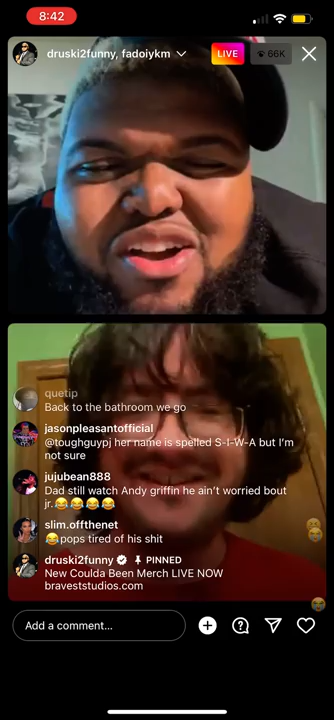 8:42
druski2funny, fadoiykm
LIVE
66K
quetip
Back to the bathroom we go
jasonpleasantofficial
@toughguypj her name is spelled S-I-W-A but I'm
not sure
jujubean888
Dad still watch Andy griffin he ain't worried bout
jr.😂😂😂😂
slim.offthenet
😂pops tired of his shit
druski2funny PINNED
New Coulda Been Merch LIVE NOW
braveststudios.com
Add a comment...